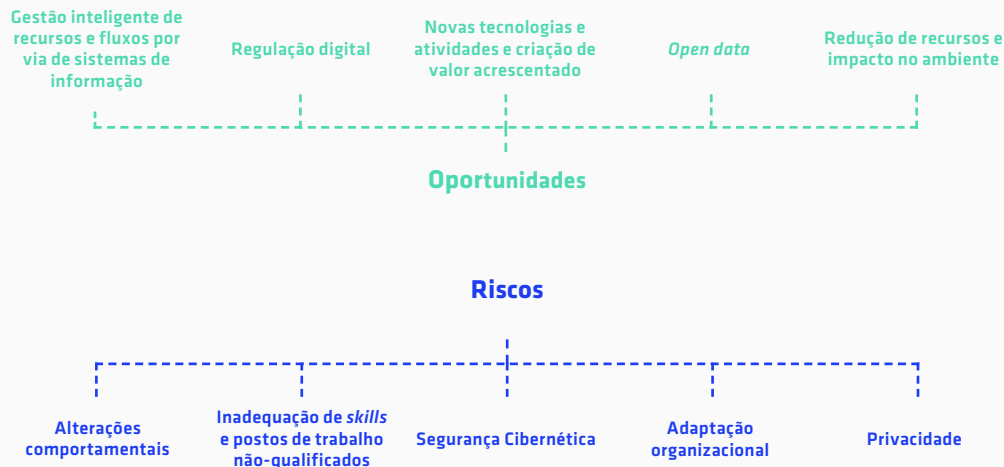 Gestão inteligente de
recursos e fluxos por
via de sistemas de
informação
Regulação digital
Novas tecnologias e
atividades e criação de
valor acrescentado
Open data
Redução de recursos e
impacto no ambiente
Oportunidades
Riscos
Alterações
comportamentais
Inadequação de skills
e postos de trabalho
não-qualificados
Segurança Cibernética
Adaptação
organizacional
Privacidade